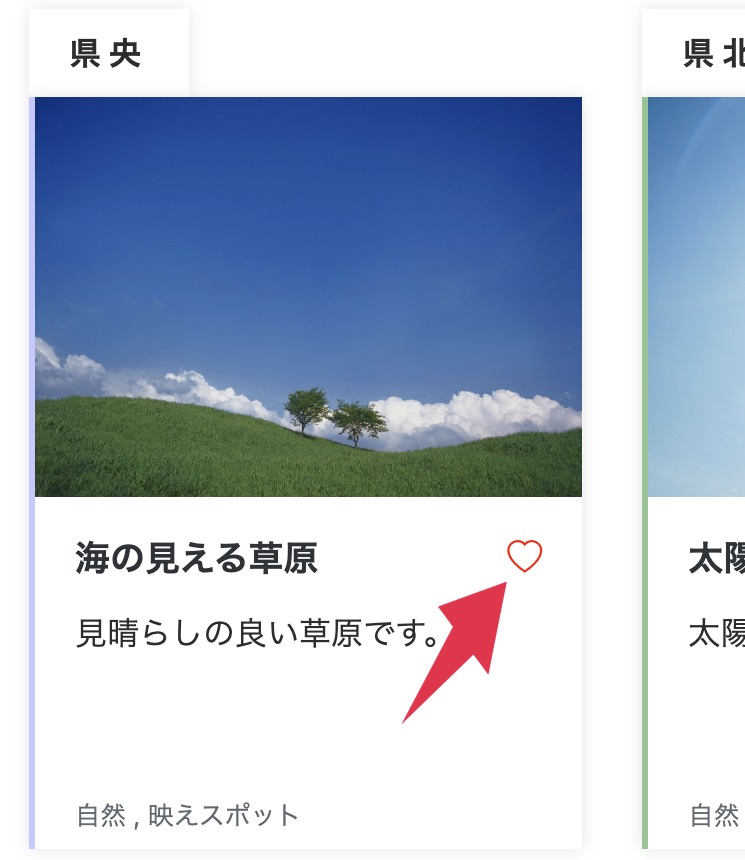 県央
県北
海の見える草原
太陽
見晴らしの良い草原です。
太陽
自然 , 映えスポット
自然